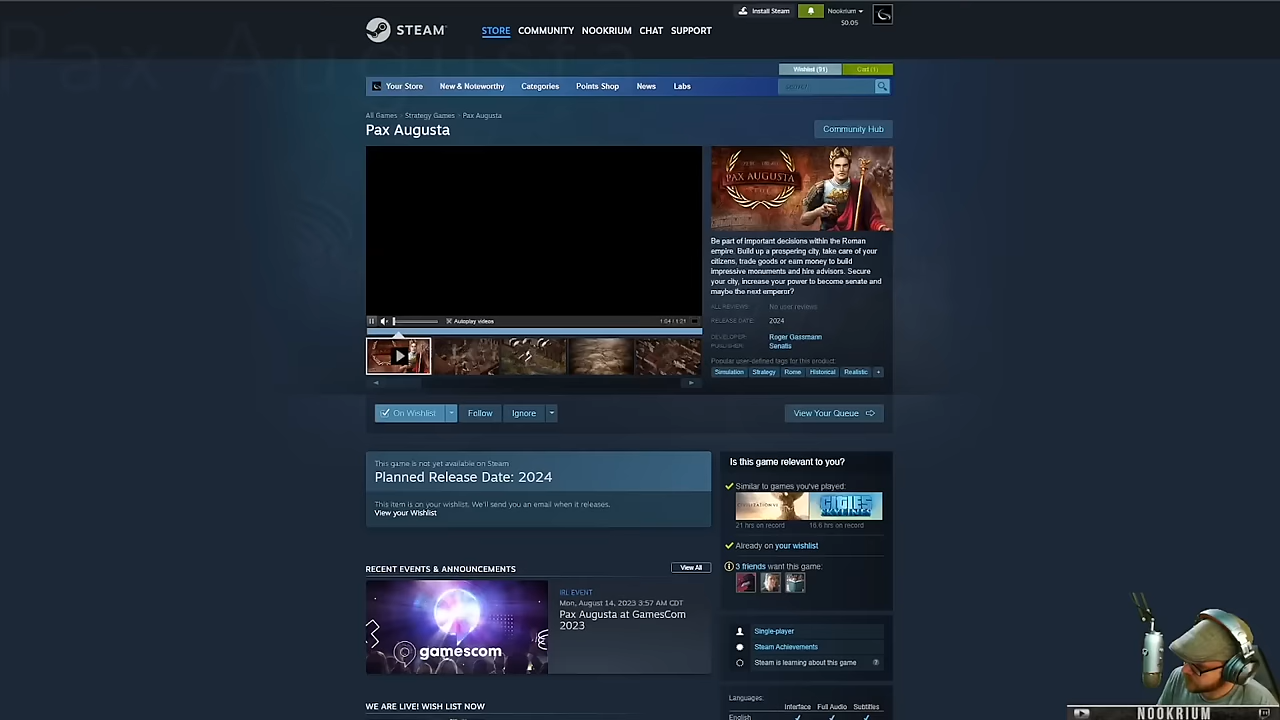 Install Steam
Nookrium
$0.05
STEAM
STORE COMMUNITY NOOKRIUM CHAT SUPPORT
Wishlist (91) Cart (1)
Your Store New & Noteworthy Categories Points Shop News Labs
All Games Strategy Games Pax Augusta
Pax Augusta
Community Hub
PAX AUGUSTA
Be part of important decisions within the Roman
empire. Build up a prospering city, take care of your
citizens, trade goods or earn money to build
impressive monuments and hire advisors. Secure
your city, increase your power to become senate and
maybe the next emperor?
ALL REVIEWS: No user reviews
RELEASE DATE: 2024
Autoplay videos
1:04 / 1:21
DEVELOPER: Roger Gassmann
PUBLISHER: Senatis
Popular user-defined tags for this product:
Simulation Strategy Rome Historical Realistic +
On Wishlist Follow Ignore
View Your Queue
This game is not yet available on Steam
Planned Release Date: 2024
This item is on your wishlist. We'll send you an email when it releases.
View your Wishlist
Is this game relevant to you?
Similar to games you've played:
CITIES
SKYLINES
21 hrs on record 16.6 hrs on record
Already on your wishlist
3 friends want this game:
RECENT EVENTS & ANNOUNCEMENTS
View All
gamescom
IRL EVENT
Mon, August 14, 2023 3:57 AM CDT
Pax Augusta at GamesCom
2023
Single-player
Steam Achievements
Steam is learning about this game ?
WE ARE LIVE! WISH LIST NOW
Languages:
Interface Full Audio Subtitles
English
NOOKRIUM